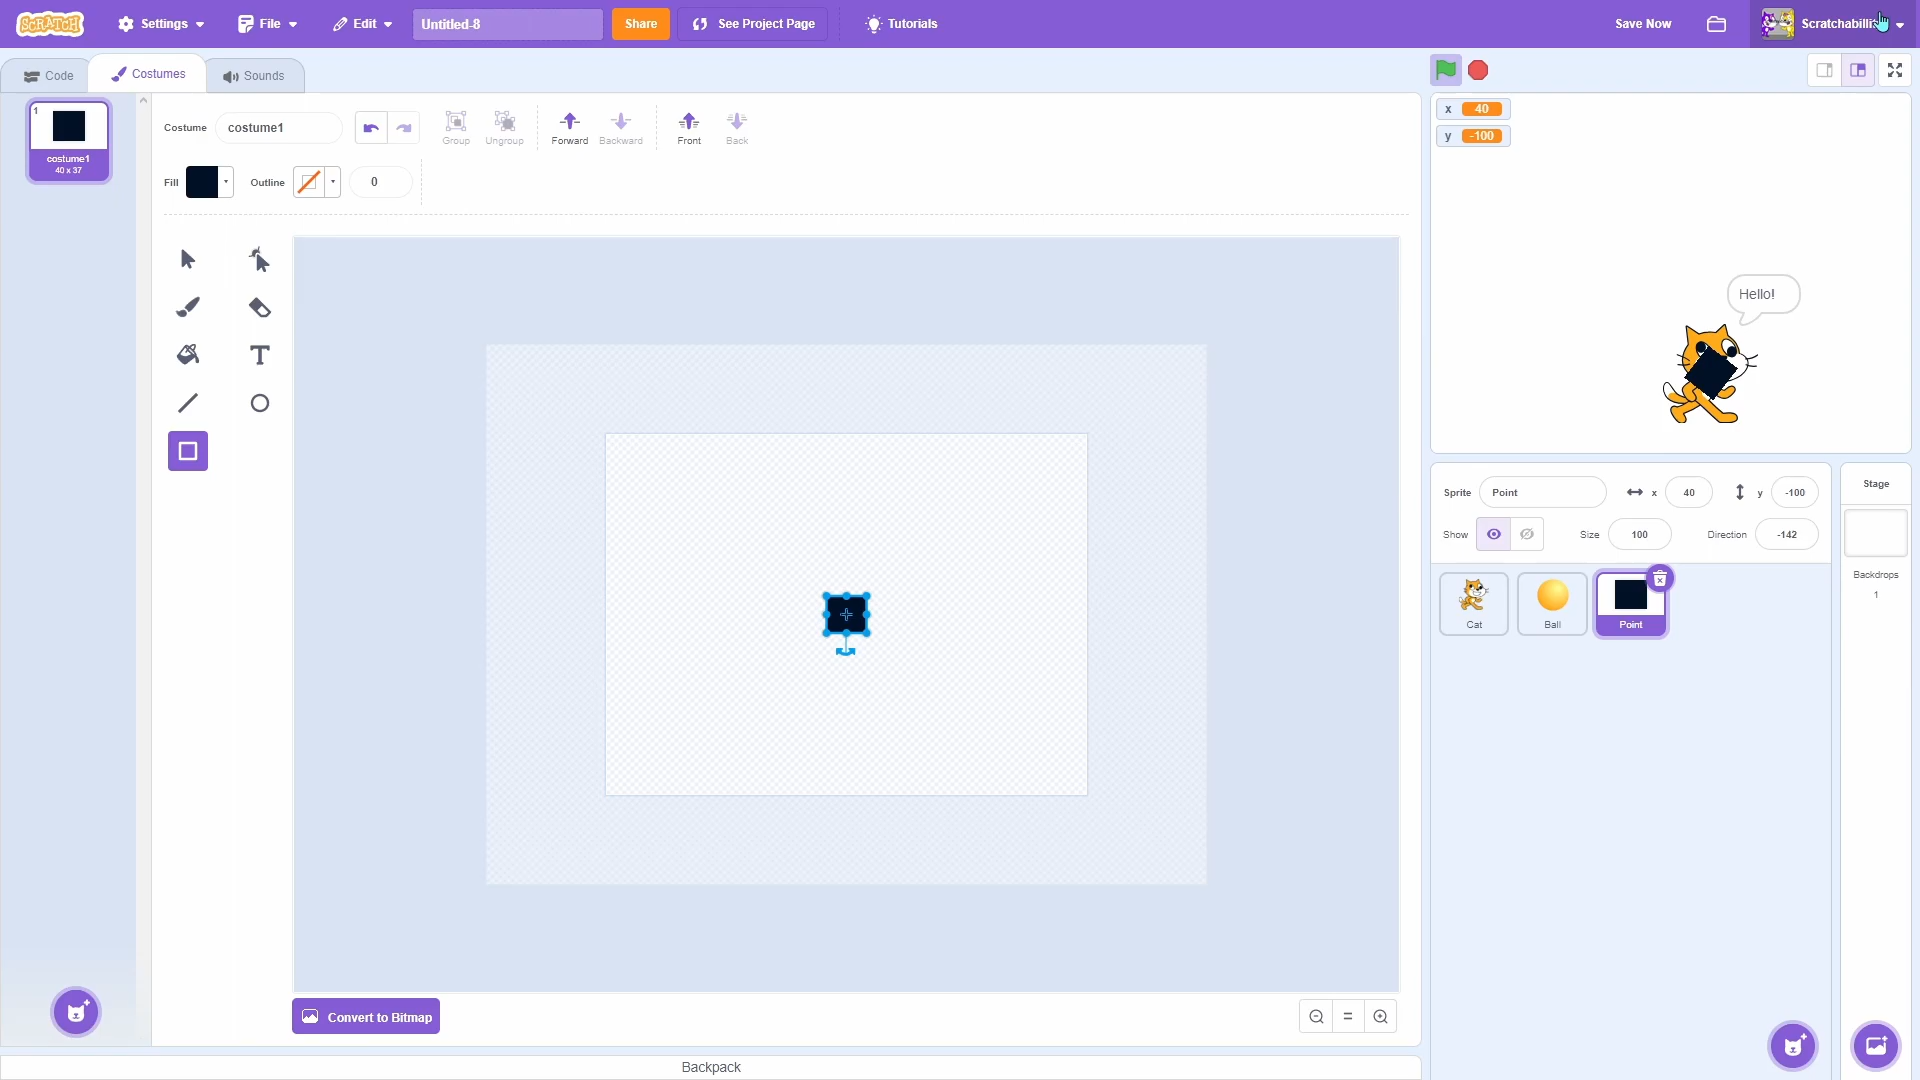 SCRATCH
Settings
File
Edit
Untitled-8
Share
See Project Page
Tutorials
Save Now
Code
Costumes
Sounds
1
costume1
40 x 37
Costume
costume1
Group
Ungroup
Forward
Backward
Front
Back
Fill
Outline
0
Convert to Bitmap
Backpack
x 40
y -100
Hello!
Sprite
Point
x 40
y -100
Show
Size
100
Direction
-142
Cat
Ball
Point
Stage
Backdrops
1